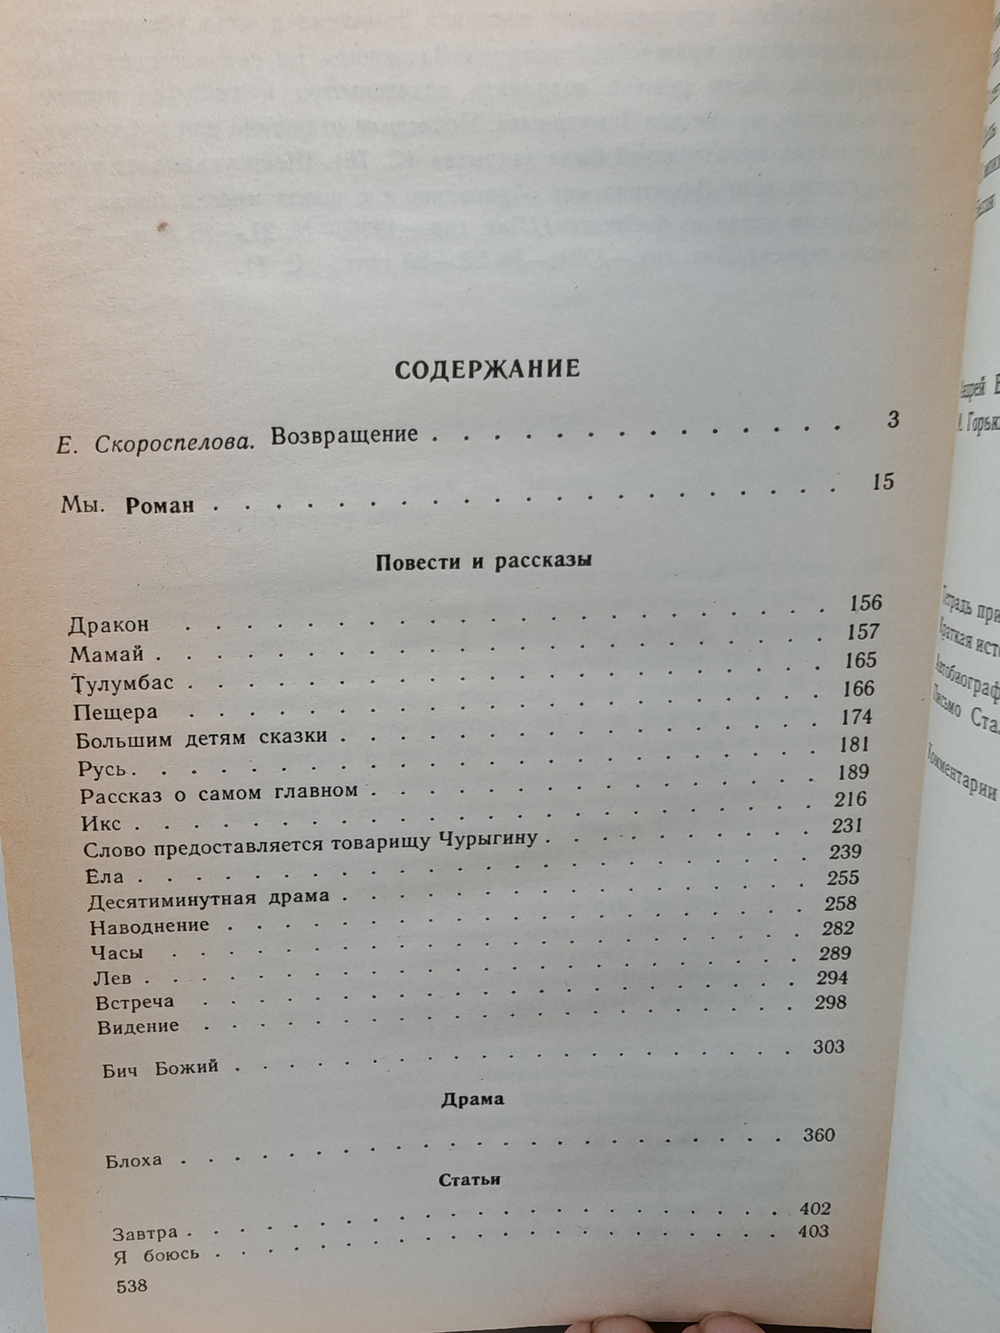 СОДЕРЖАНИЕ
Е. Скороспелова. Возвращение . . . . . . . . . . . . . . 3
Мы. Роман . . . . . . . . . . . . . . . . . . . . . 15
Повести и рассказы
Дракон . . . . . . . . . . . . . . . . . . . . . 156
Мамай . . . . . . . . . . . . . . . . . . . . . . 157
Тулумбас . . . . . . . . . . . . . . . . . . . . . 165
Пещера . . . . . . . . . . . . . . . . . . . . . 166
Большим детям сказки . . . . . . . . . . . . . . . . 174
Русь . . . . . . . . . . . . . . . . . . . . . . . 181
Рассказ о самом главном . . . . . . . . . . . . . . . 189
Икс . . . . . . . . . . . . . . . . . . . . . . . 216
Слово предоставляется товарищу Чурыгину . . . . . . . . . . 231
Ёла . . . . . . . . . . . . . . . . . . . . . . . 239
Десятиминутная драма . . . . . . . . . . . . . . . . 255
Наводнение . . . . . . . . . . . . . . . . . . . . 258
Часы . . . . . . . . . . . . . . . . . . . . . . 282
Лев . . . . . . . . . . . . . . . . . . . . . . . 289
Встреча . . . . . . . . . . . . . . . . . . . . . 294
Видение . . . . . . . . . . . . . . . . . . . . . 298
Бич Божий . . . . . . . . . . . . . . . . . . . . 303
Драма
Блоха . . . . . . . . . . . . . . . . . . . . . . 360
Статьи
Завтра . . . . . . . . . . . . . . . . . . . . . . 402
Я боюсь . . . . . . . . . . . . . . . . . . . . . 403
538
Комментарии